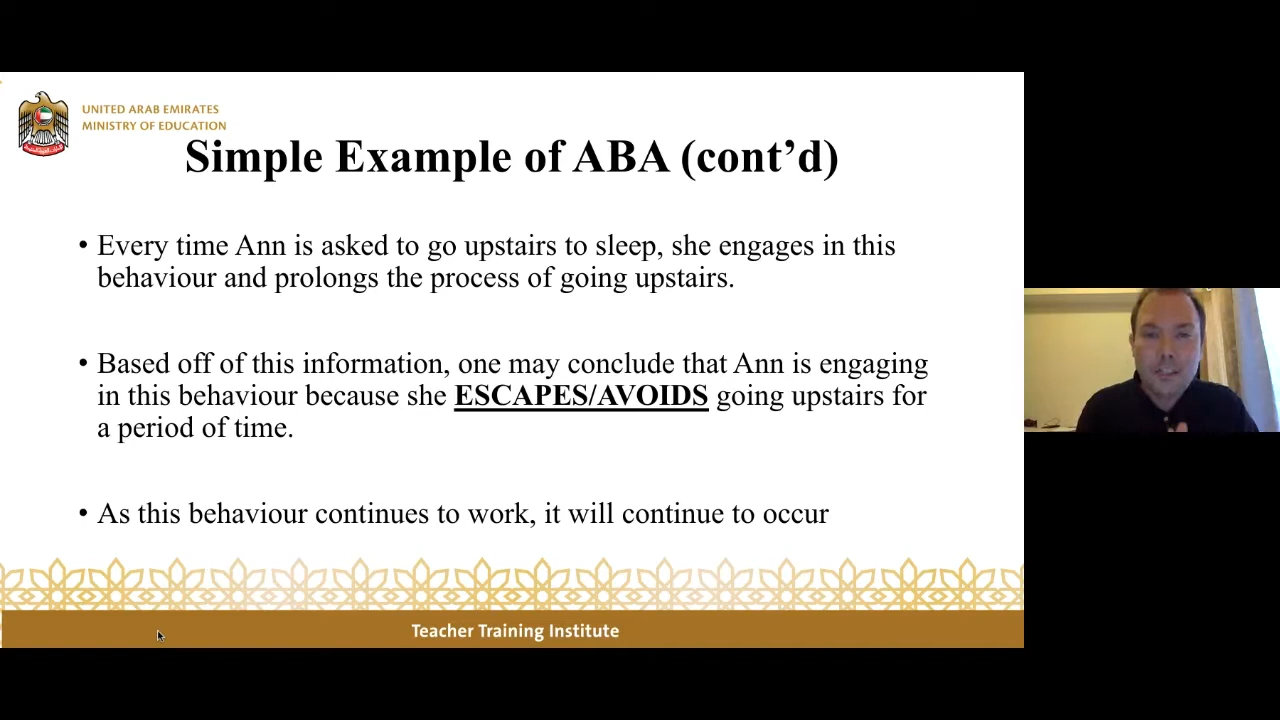 UNITED ARAB EMIRATES
MINISTRY OF EDUCATION
Simple Example of ABA (cont’d)
• Every time Ann is asked to go upstairs to sleep, she engages in this
behaviour and prolongs the process of going upstairs.
• Based off of this information, one may conclude that Ann is engaging
in this behaviour because she ESCAPES/AVOIDS going upstairs for
a period of time.
• As this behaviour continues to work, it will continue to occur
Teacher Training Institute